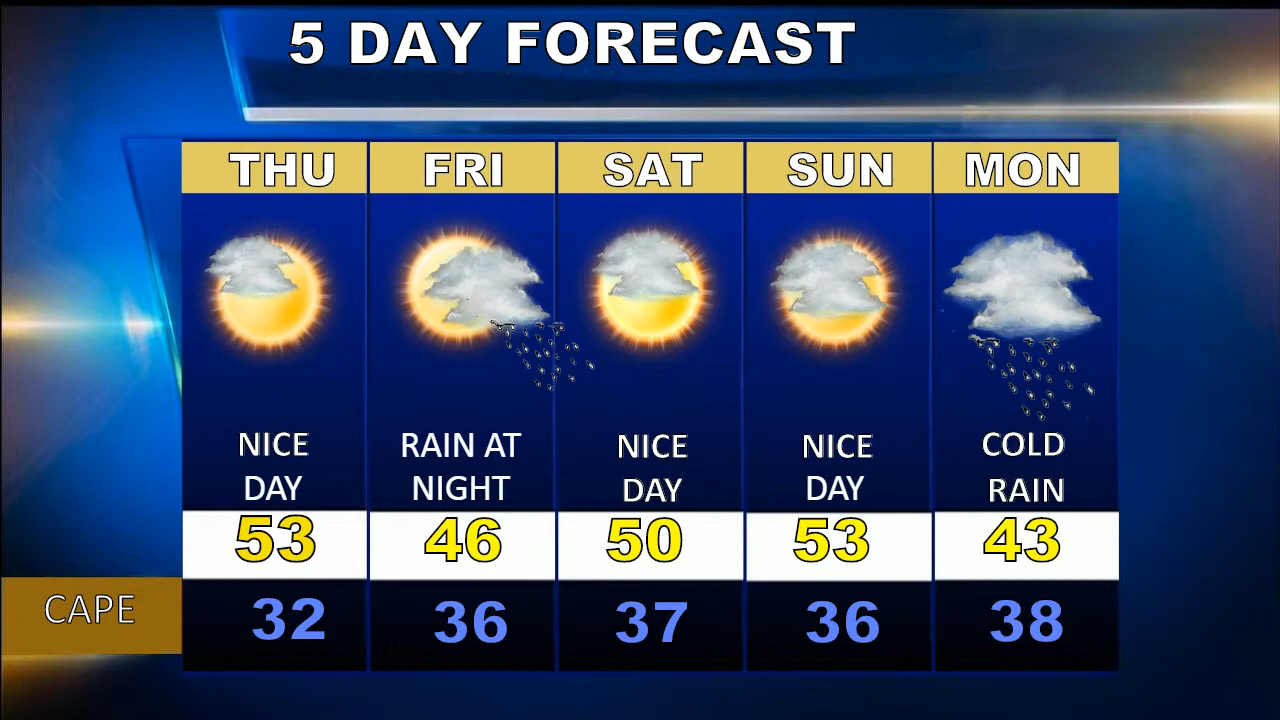 5 DAY FORECAST
THU FRI SAT SUN MON
NICE RAIN AT NICE NICE COLD
DAY NIGHT DAY DAY RAIN
53 46 50 53 43
CAPE 32 36 37 36 38